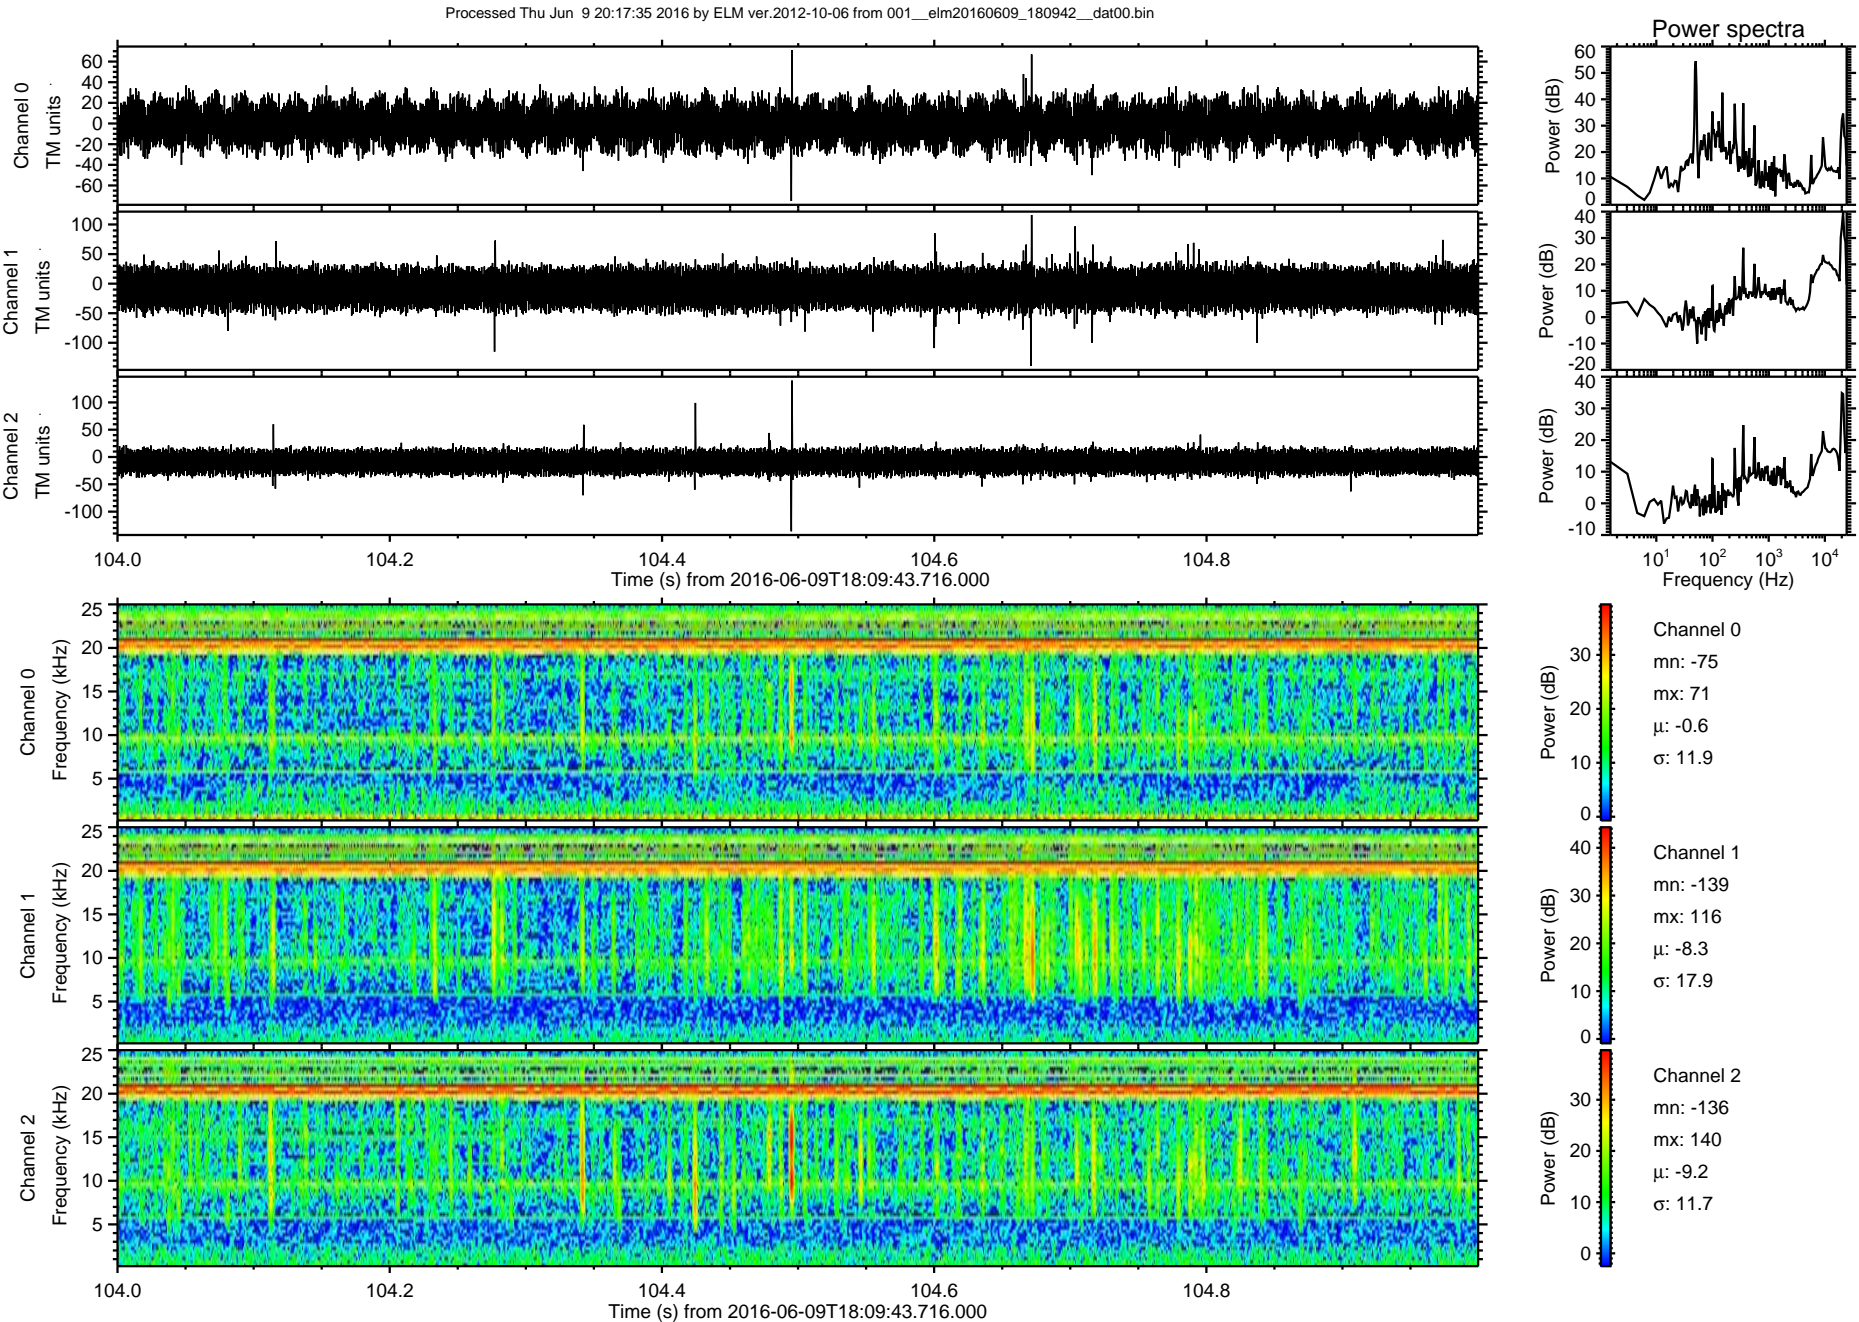 Processed Thu Jun  9 20:17:35 2016 by ELM ver.2012-10-06 from 001__elm20160609_180942__dat00.bin
Power spectra
Channel 0
TM units
60
40
20
0
-20
-40
-60
Power (dB)
60
50
40
30
20
10
0
Channel 1
TM units
100
50
0
-50
-100
Power (dB)
40
30
20
10
0
-10
-20
Channel 2
TM units
100
50
0
-50
-100
Power (dB)
40
30
20
10
0
-10
104.0 104.2 104.4 104.6 104.8
Time (s) from 2016-06-09T18:09:43.716.000
10^1 10^2 10^3 10^4
Frequency (Hz)
Channel 0
Frequency (kHz)
25
20
15
10
5
Power (dB)
30
20
10
0
Channel 0
mn: -75
mx: 71
μ: -0.6
σ: 11.9
Channel 1
Frequency (kHz)
25
20
15
10
5
Power (dB)
40
30
20
10
0
Channel 1
mn: -139
mx: 116
μ: -8.3
σ: 17.9
Channel 2
Frequency (kHz)
25
20
15
10
5
Power (dB)
30
20
10
0
Channel 2
mn: -136
mx: 140
μ: -9.2
σ: 11.7
104.0 104.2 104.4 104.6 104.8
Time (s) from 2016-06-09T18:09:43.716.000